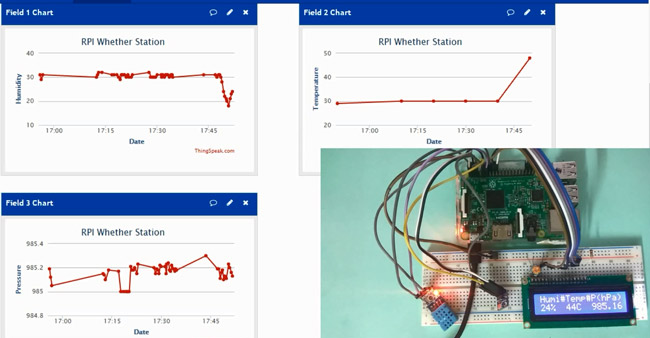 Field 1 Chart
RPI Whether Station
Humidity
40
30
20
10
17:00 17:15 17:30 17:45
Date
ThingSpeak.com
Field 2 Chart
RPI Whether Station
Temperature
50
40
30
20
17:00 17:15 17:30 17:45
Date
Field 3 Chart
RPI Whether Station
Pressure
985.4
985.2
985
984.8
17:00 17:15 17:30 17:45
Date
Humi#Temp#P(hPa)
24% 44C 985.16